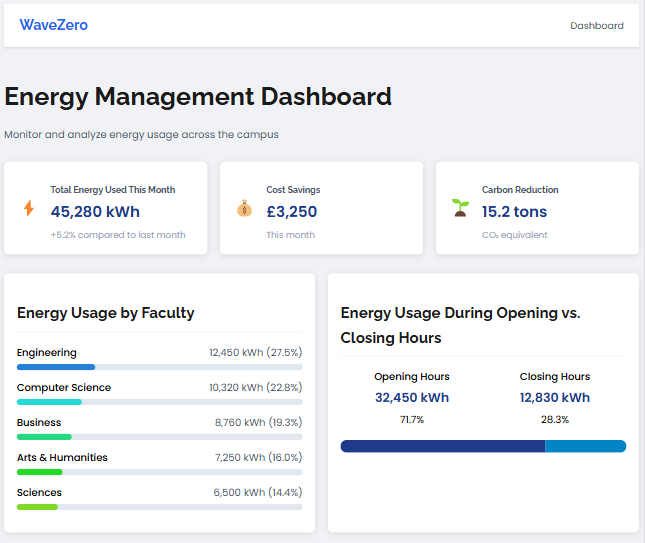 WaveZero
Dashboard
Energy Management Dashboard
Monitor and analyze energy usage across the campus
Total Energy Used This Month
45,280 kWh
+5.2% compared to last month
Cost Savings
£3,250
This month
Carbon Reduction
15.2 tons
CO₂ equivalent
Energy Usage by Faculty
Engineering 12,450 kWh (27.5%)
Computer Science 10,320 kWh (22.8%)
Business 8,760 kWh (19.3%)
Arts & Humanities 7,250 kWh (16.0%)
Sciences 6,500 kWh (14.4%)
Energy Usage During Opening vs.
Closing Hours
Opening Hours
32,450 kWh
71.7%
Closing Hours
12,830 kWh
28.3%